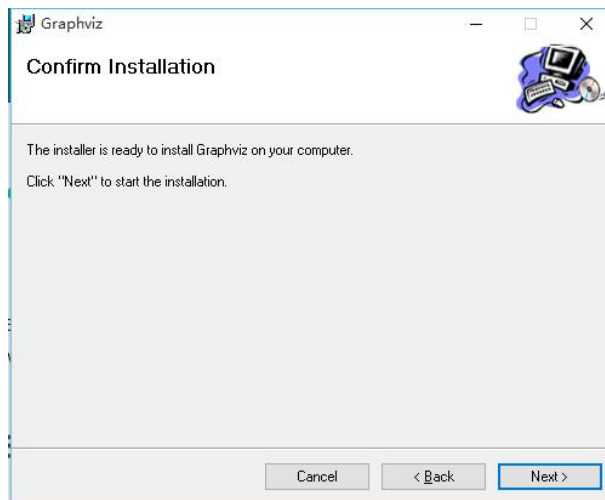 Graphviz
Confirm Installation
The installer is ready to install Graphviz on your computer.
Click "Next" to start the installation.
Cancel
< Back
Next >